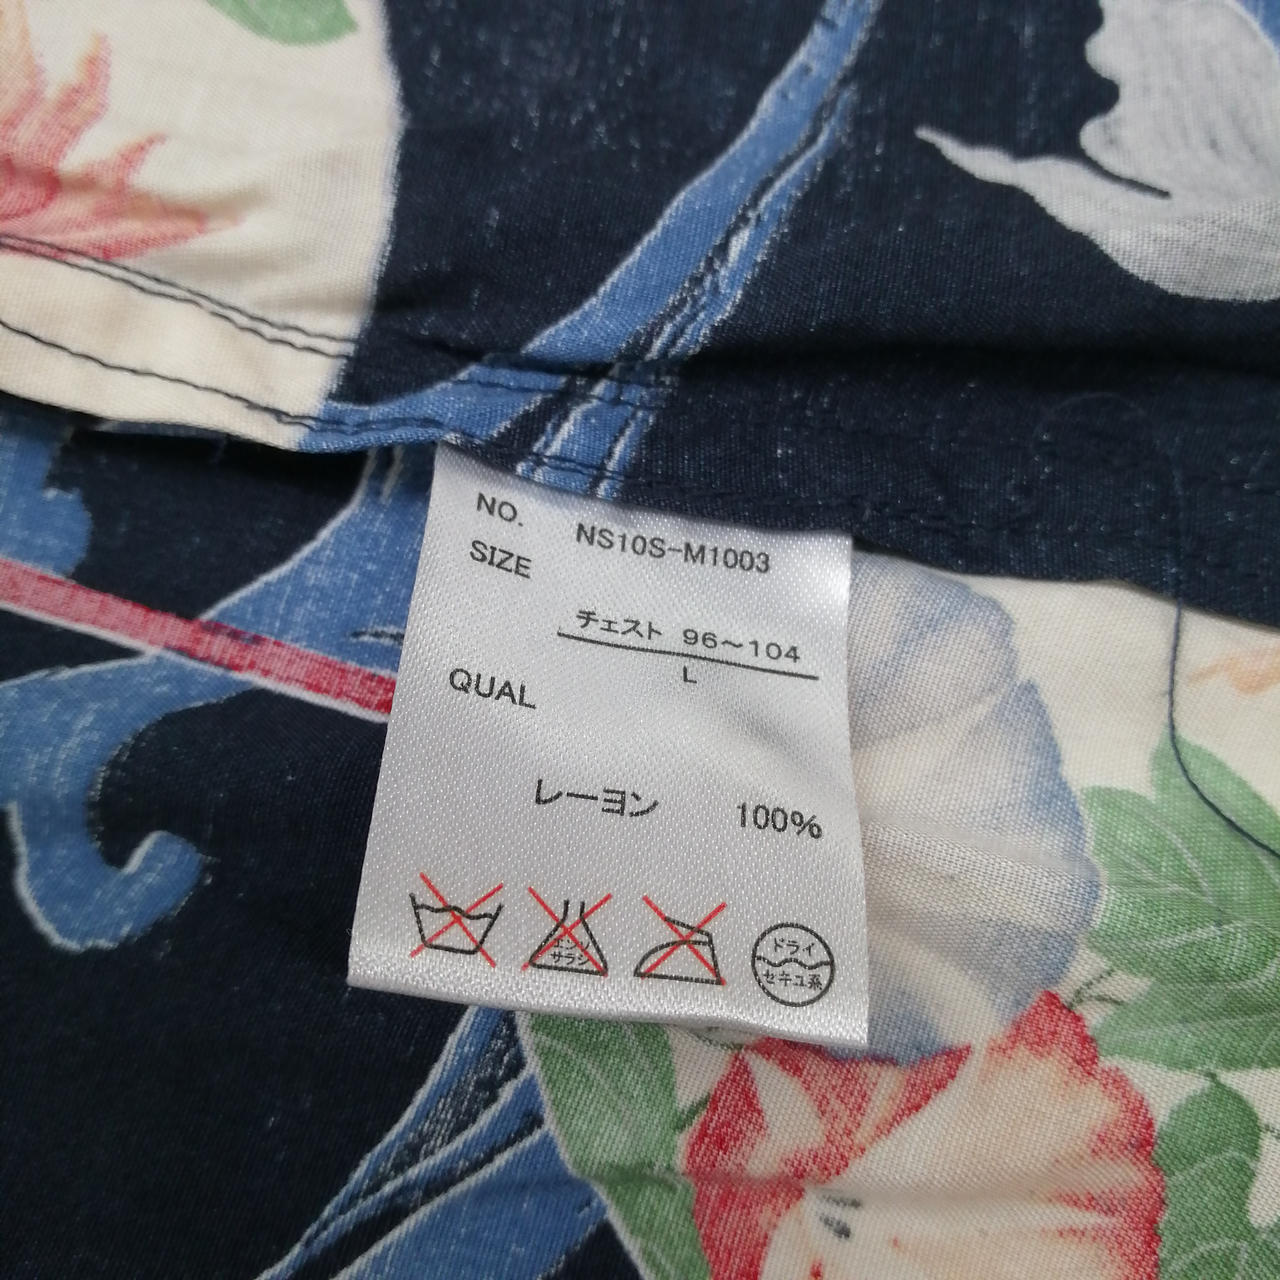 NO. NS10S-M1003
SIZE
チェスト 96~104
L
QUAL
レーヨン 100%
エンソ
サラシ
ドライ
セキユ系